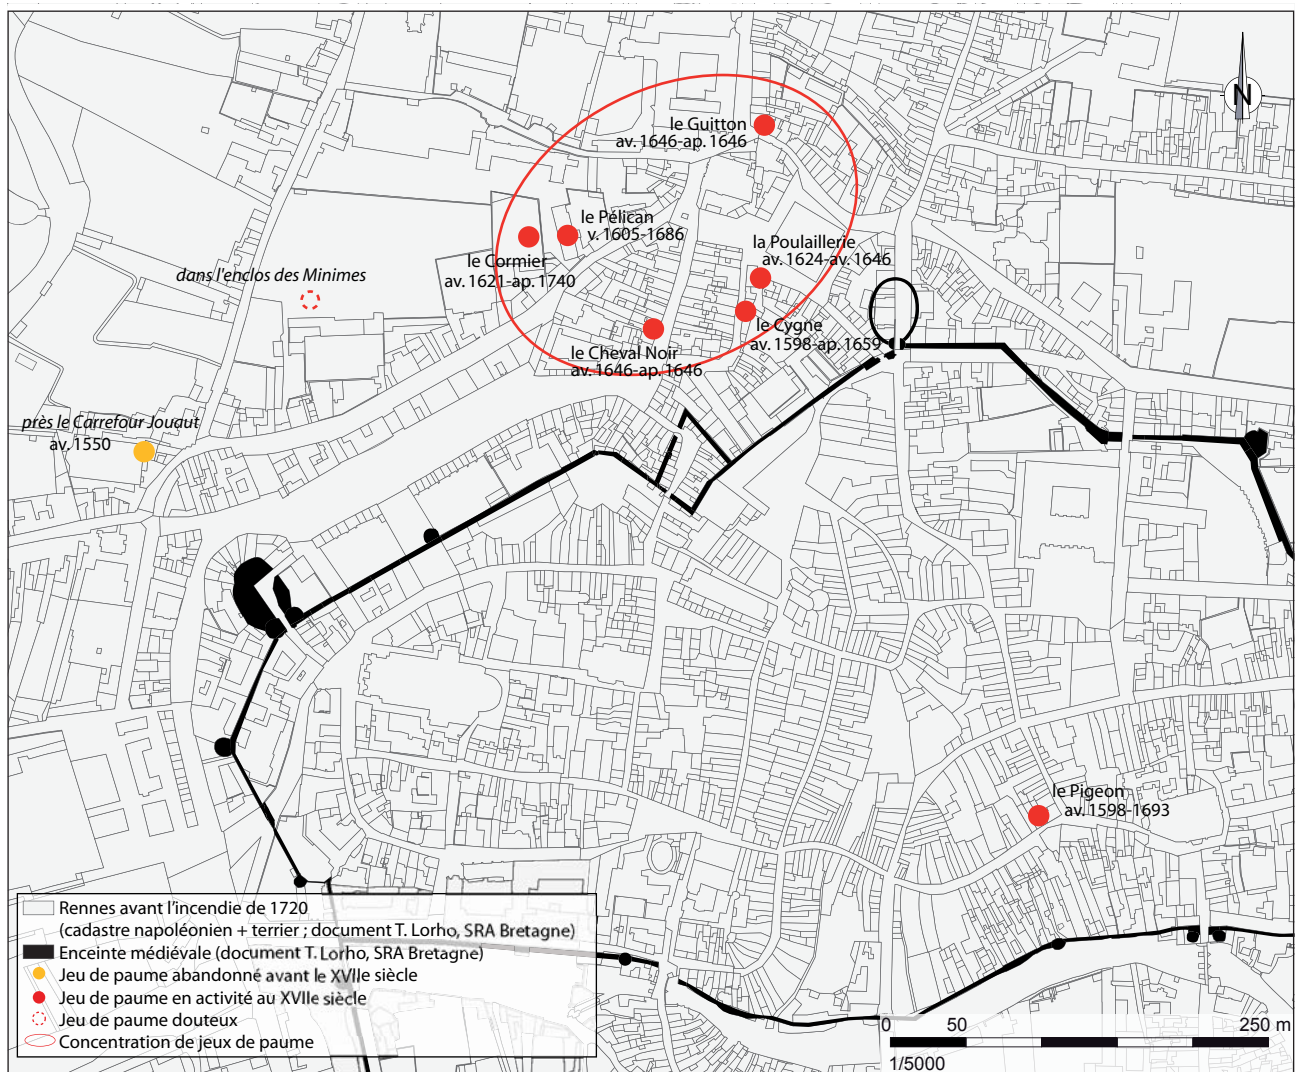 N
le Guitton
av. 1646-ap. 1646
le Pélican
v. 1605-1686
la Poulaillerie
av. 1624-av. 1646
le Cormier
av. 1621-ap. 1740
dans l'enclos des Minimes
le Cygne
av. 1598-ap. 1659
le Cheval Noir
av. 1646-ap. 1646
près le Carrefour Jouaut
av. 1550
le Pigeon
av. 1598-1693
Rennes avant l'incendie de 1720
(cadastre napoléonien + terrier ; document T. Lorho, SRA Bretagne)
Enceinte médiévale (document T. Lorho, SRA Bretagne)
Jeu de paume abandonné avant le XVIIe siècle
Jeu de paume en activité au XVIIe siècle
Jeu de paume douteux
Concentration de jeux de paume
0 50 250 m
1/5000